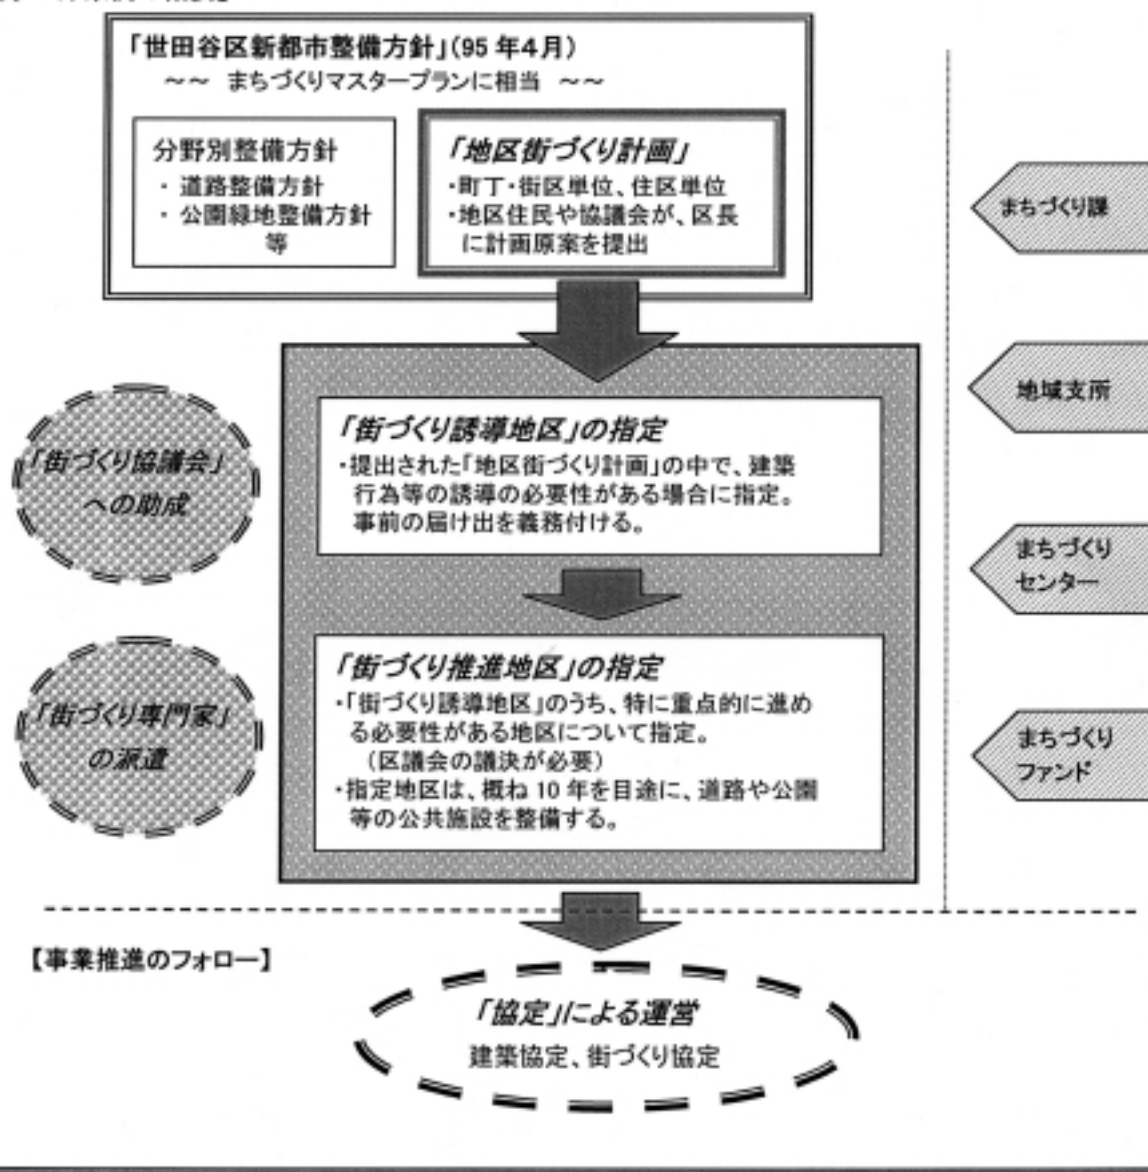 「世田谷区新都市整備方針」(95年4月)
～～ まちづくりマスタープランに相当 ～～
分野別整備方針
・ 道路整備方針
・ 公園緑地整備方針
等
「地区街づくり計画」
・町丁・街区単位、住区単位
・地区住民や協議会が、区長
に計画原案を提出
まちづくり課
地域支所
まちづくり
センター
まちづくり
ファンド
「街づくり協議会」
への助成
「街づくり専門家」
の派遣
「街づくり誘導地区」の指定
・提出された「地区街づくり計画」の中で、建築
行為等の誘導の必要性がある場合に指定。
事前の届け出を義務付ける。
「街づくり推進地区」の指定
・「街づくり誘導地区」のうち、特に重点的に進め
る必要性がある地区について指定。
（区議会の議決が必要）
・指定地区は、概ね10年を目途に、道路や公園
等の公共施設を整備する。
【事業推進のフォロー】
「協定」による運営
建築協定、街づくり協定